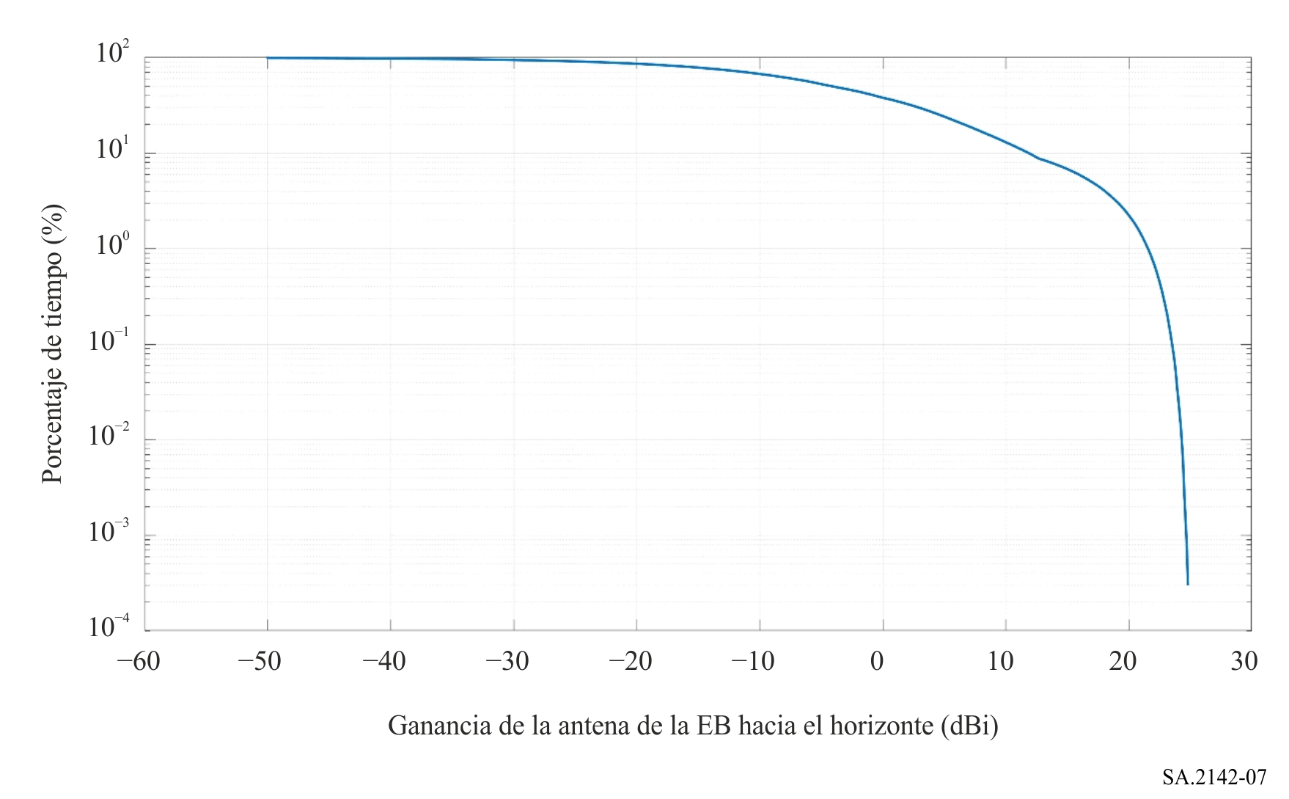 10²
10¹
10⁰
10⁻¹
10⁻²
10⁻³
10⁻⁴
Porcentaje de tiempo (%)
−60 −50 −40 −30 −20 −10 0 10 20 30
Ganancia de la antena de la EB hacia el horizonte (dBi)
SA.2142-07